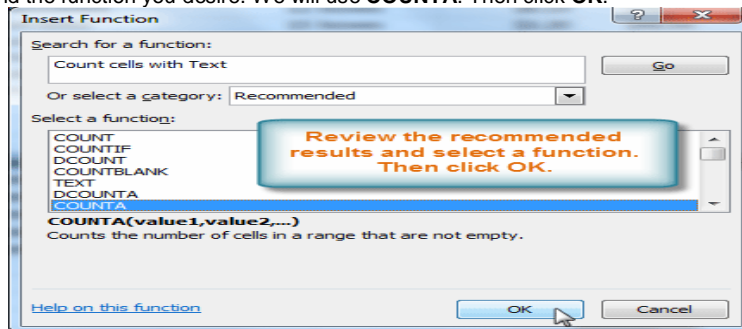 the function you desire. We will use COUNTA. Then click OK.
Insert Function
Search for a function:
Count cells with Text
Go
Or select a category: Recommended
Select a function:
COUNT
COUNTIF
DCOUNT
COUNTBLANK
TEXT
DCOUNTA
COUNTA
Review the recommended
results and select a function.
Then click OK.
COUNTA(value1,value2,...)
Counts the number of cells in a range that are not empty.
Help on this function
OK
Cancel